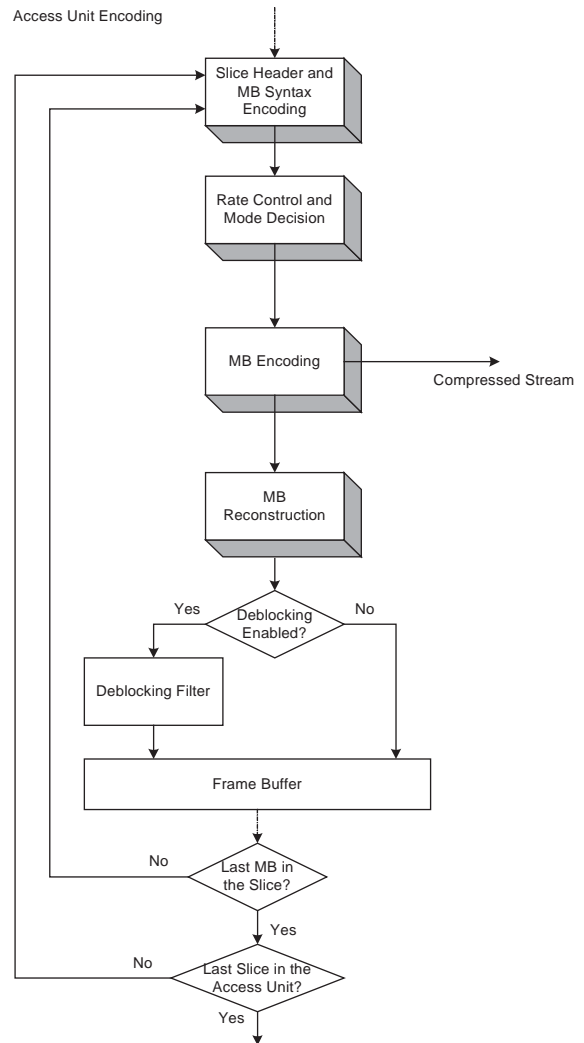 Access Unit Encoding
Slice Header and
MB Syntax
Encoding
Rate Control and
Mode Decision
MB Encoding
Compressed Stream
MB
Reconstruction
Yes
Deblocking
Enabled?
No
Deblocking Filter
Frame Buffer
No
Last MB in
the Slice?
Yes
No
Last Slice in the
Access Unit?
Yes